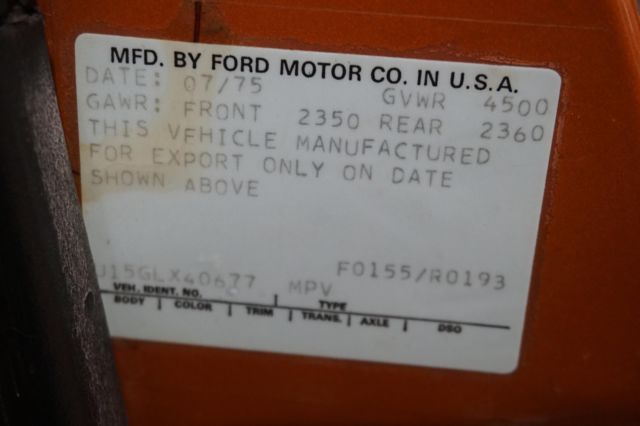 MFD. BY FORD MOTOR CO. IN U.S.A.
DATE: 07/75 GVWR 4500
GAWR: FRONT 2350 REAR 2360
THIS VEHICLE MANUFACTURED
FOR EXPORT ONLY ON DATE
SHOWN ABOVE
U15GLX40677 MPV F0155/R0193
VEH. IDENT. NO. TYPE
BODY COLOR TRIM TRANS. AXLE DSO